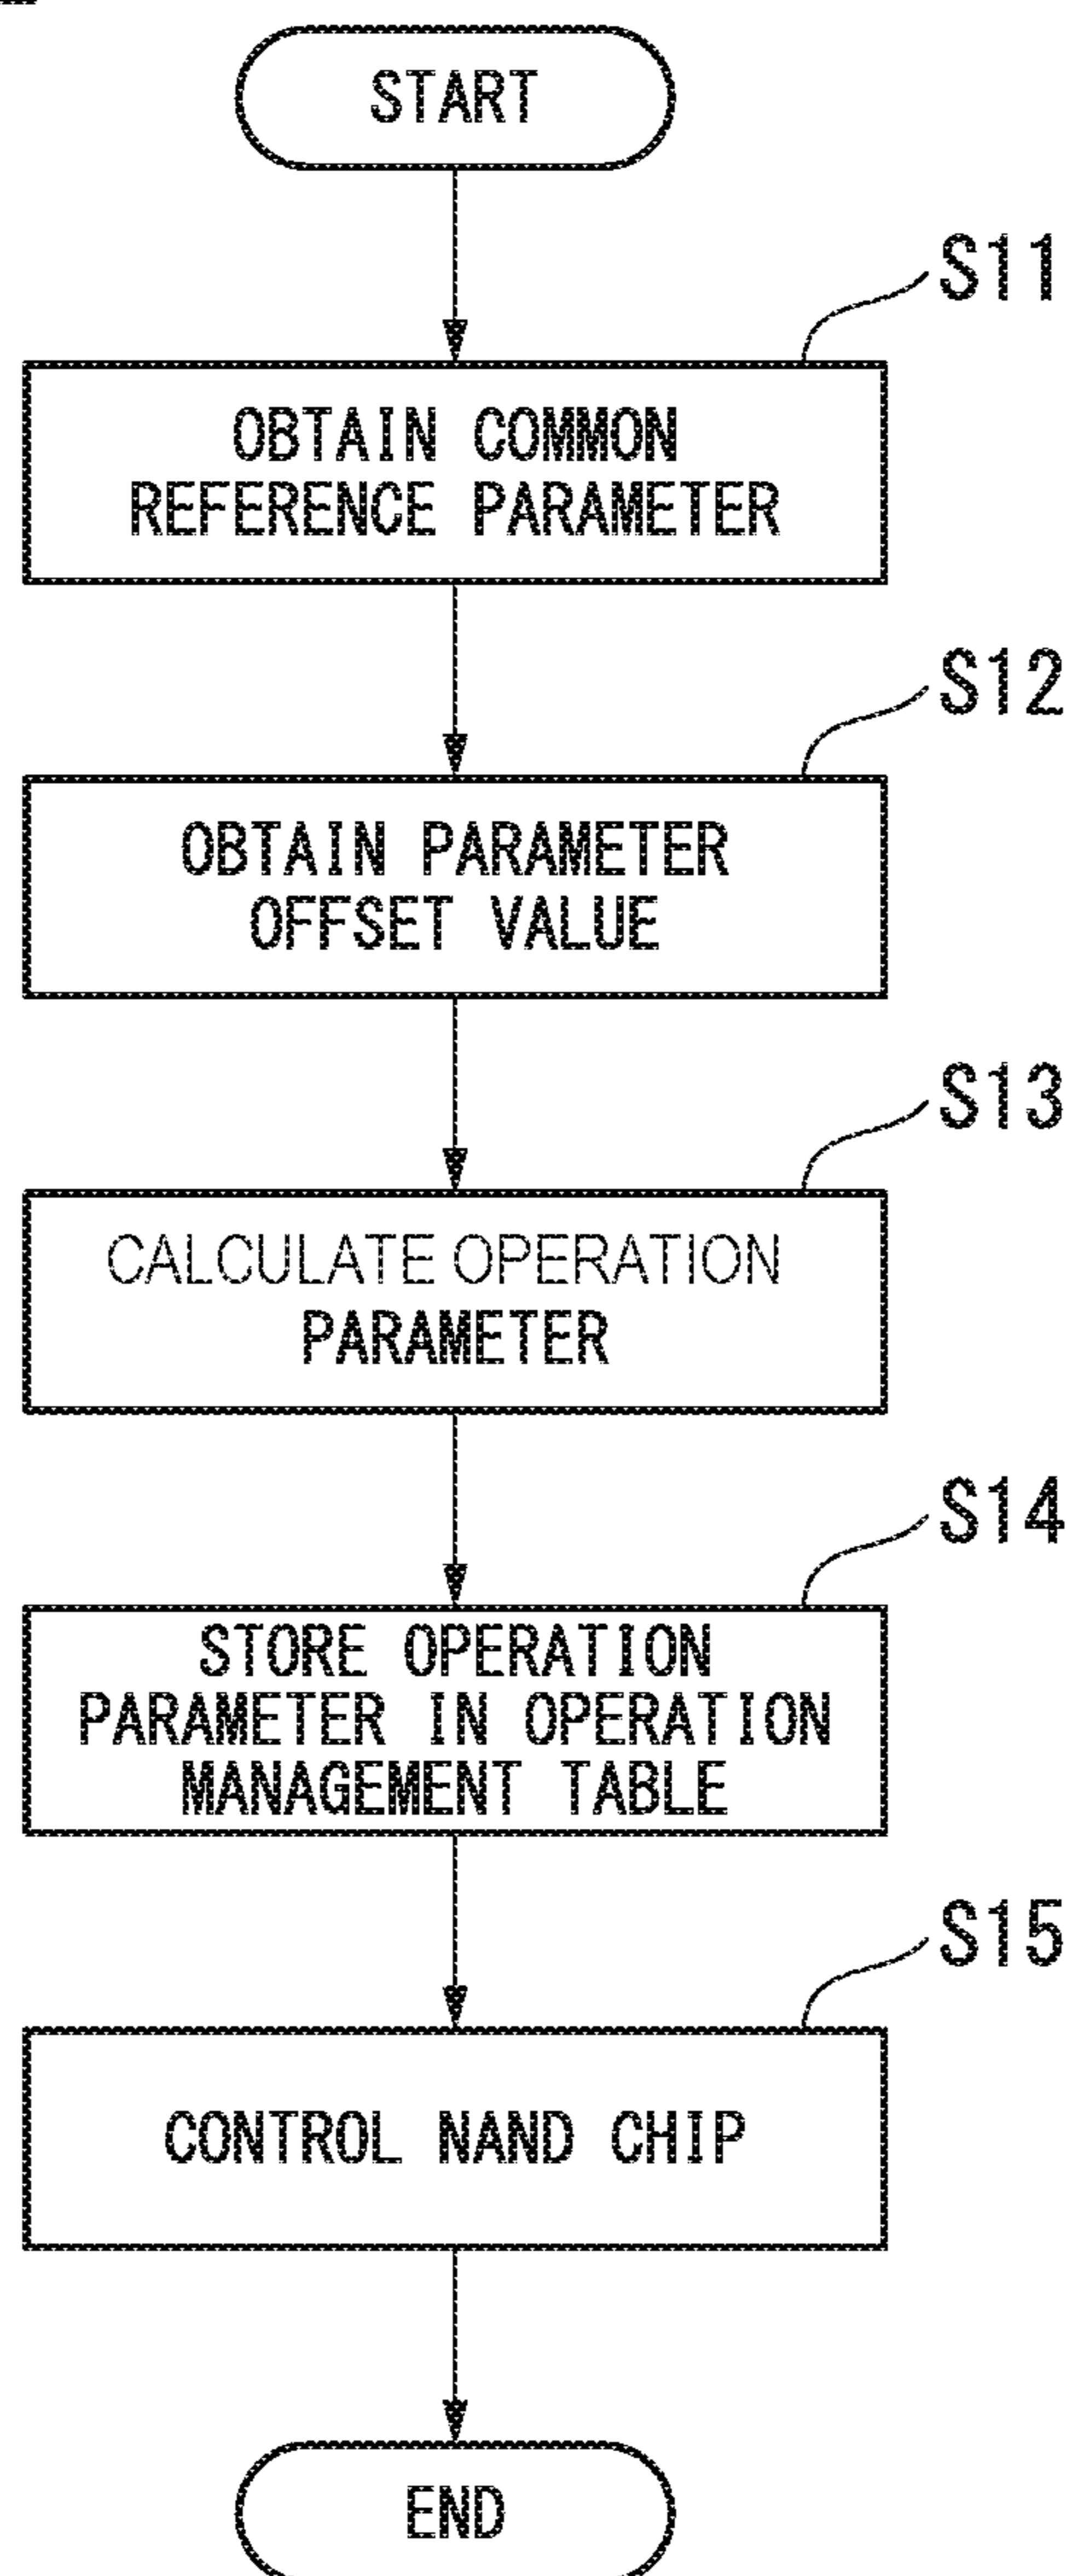 START
S11
OBTAIN COMMON
REFERENCE PARAMETER
S12
OBTAIN PARAMETER
OFFSET VALUE
S13
CALCULATE OPERATION
PARAMETER
S14
STORE OPERATION
PARAMETER IN OPERATION
MANAGEMENT TABLE
S15
CONTROL NAND CHIP
END